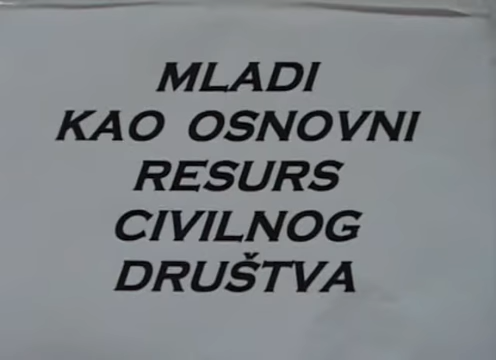 MLADI
KAO OSNOVNI
RESURS
CIVILNOG
DRUŠTVA